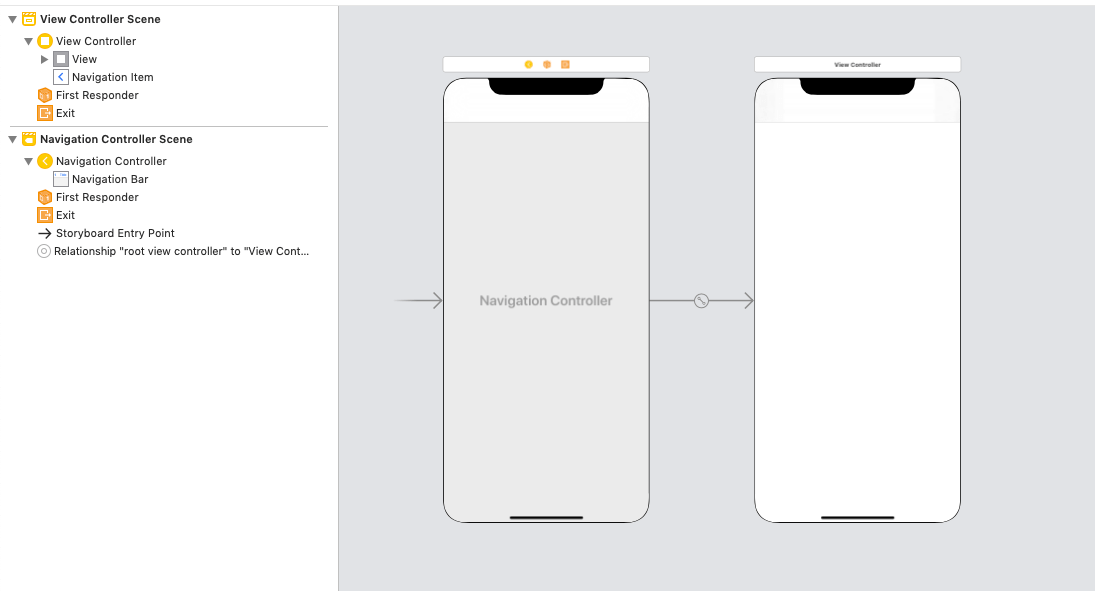 View Controller Scene
View Controller
View
Navigation Item
First Responder
Exit
Navigation Controller Scene
Navigation Controller
Navigation Bar
First Responder
Exit
Storyboard Entry Point
Relationship "root view controller" to "View Cont...
Navigation Controller
View Controller